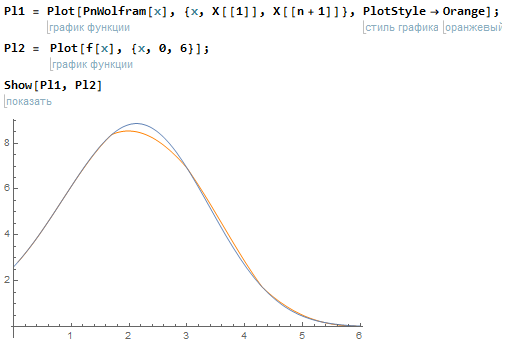 Pl1 = Plot[PnWolfram[x], {x, X[[1]], X[[n + 1]]}, PlotStyle → Orange];
график функции стиль графика оранжевый
Pl2 = Plot[f[x], {x, 0, 6}];
график функции
Show[Pl1, Pl2]
показать
8
6
4
2
1 2 3 4 5 6